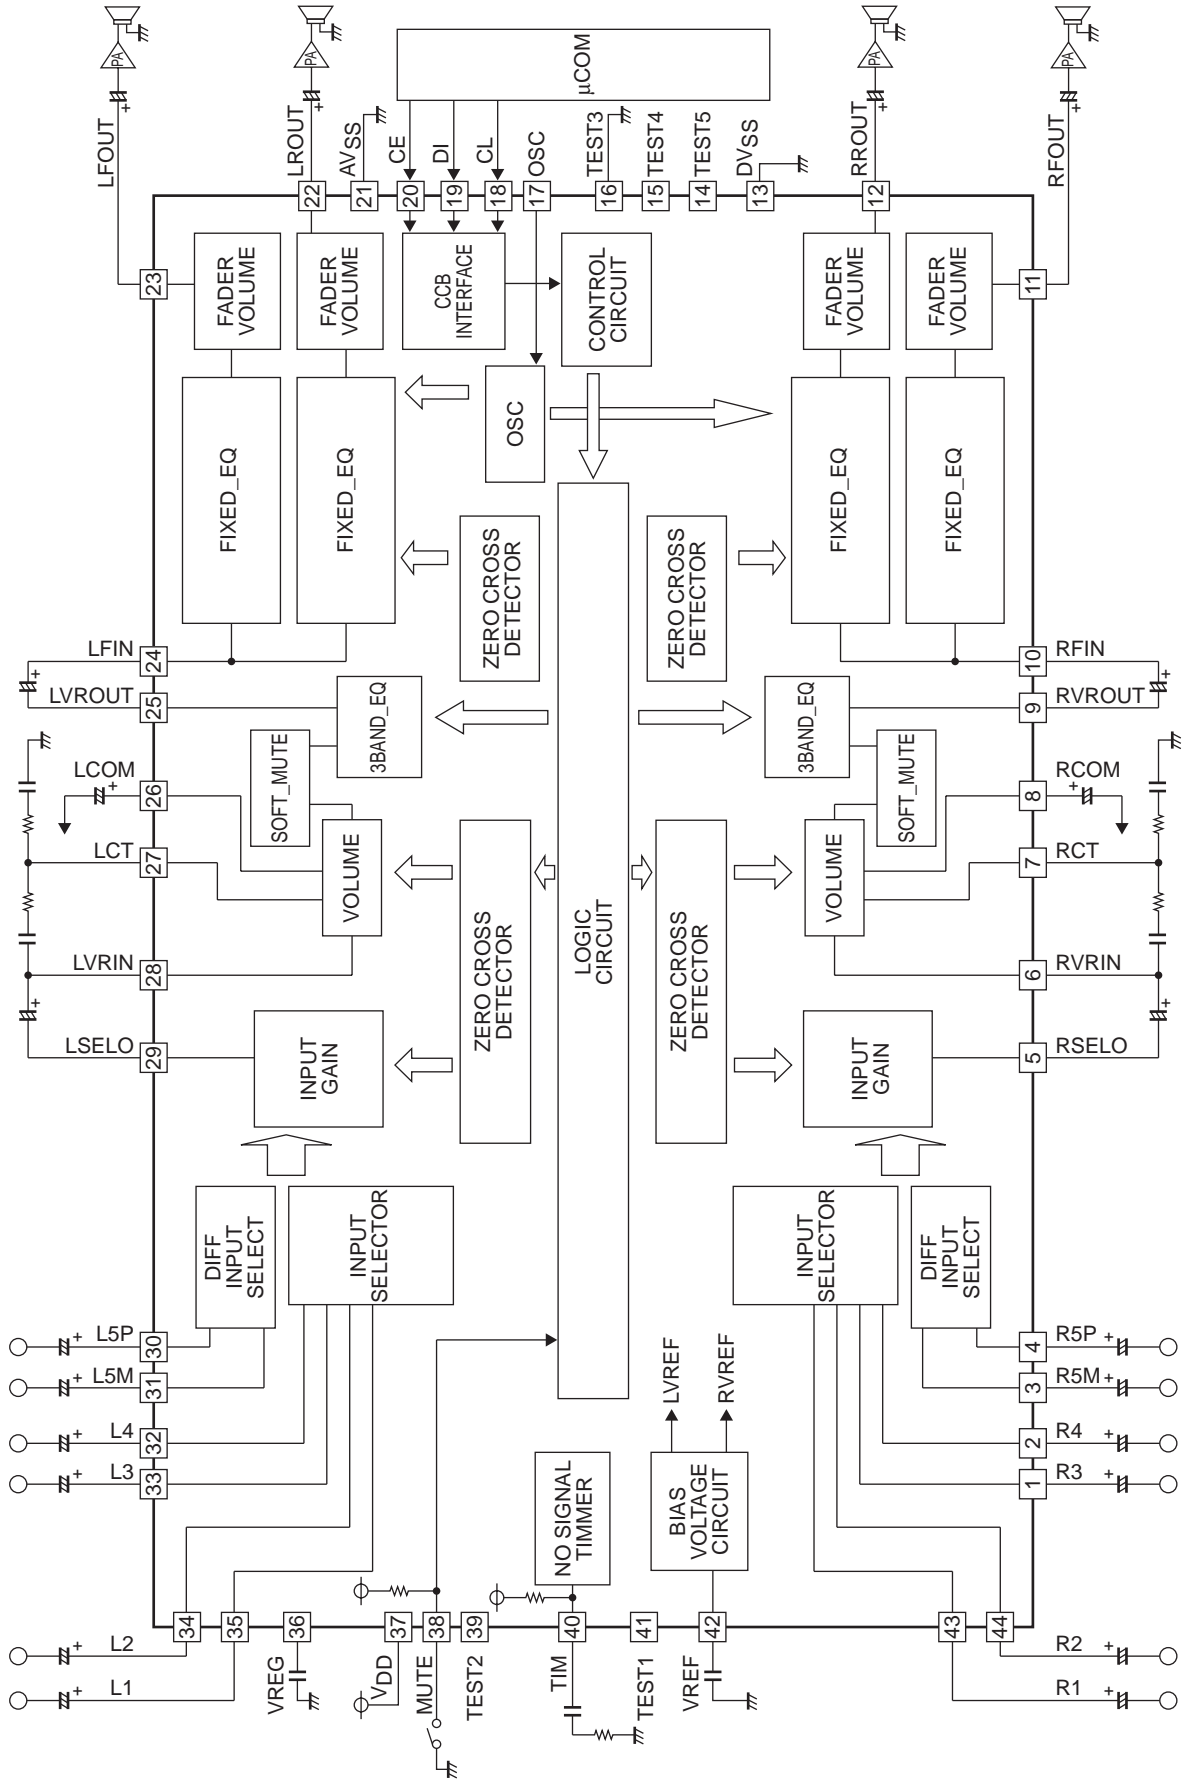 LFOUT
PA
LROUT
PA
AVSS
CE
DI
CL
OSC
µCOM
TEST3
TEST4
TEST5
DVSS
RROUT
PA
RFOUT
PA
23
22
21
20
19
18
17
16
15
14
13
12
11
FADER
VOLUME
FADER
VOLUME
CCB
INTERFACE
CONTROL
CIRCUIT
FADER
VOLUME
FADER
VOLUME
FIXED_EQ
FIXED_EQ
OSC
FIXED_EQ
FIXED_EQ
ZERO CROSS
DETECTOR
ZERO CROSS
DETECTOR
LFIN
24
LVROUT
25
LCOM
26
LCT
27
LVRIN
28
LSELO
29
3BAND_EQ
SOFT_MUTE
VOLUME
ZERO CROSS
DETECTOR
LOGIC
CIRCUIT
ZERO CROSS
DETECTOR
3BAND_EQ
SOFT_MUTE
VOLUME
10
RFIN
9
RVROUT
8
RCOM
7
RCT
6
RVRIN
5
RSELO
INPUT
GAIN
INPUT
GAIN
DIFF
INPUT
SELECT
INPUT
SELECTOR
INPUT
SELECTOR
DIFF
INPUT
SELECT
L5P
30
L5M
31
L4
32
L3
33
4
R5P
3
R5M
2
R4
1
R3
LVREF
RVREF
NO SIGNAL
TIMMER
BIAS
VOLTAGE
CIRCUIT
34
35
36
37
38
39
40
41
42
43
44
L2
L1
VREG
VDD
MUTE
TEST2
TIM
TEST1
VREF
R2
R1